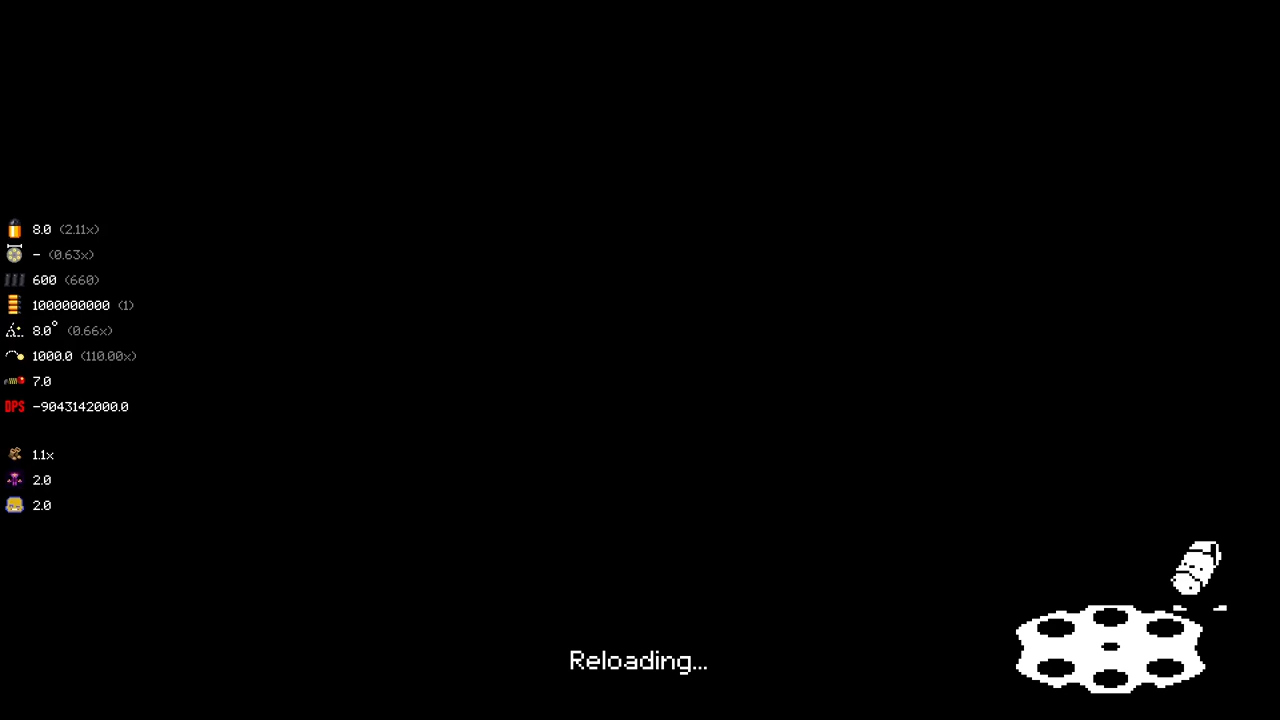 8.0 (2.11x)
- (0.63x)
600 (660)
1000000000 (1)
8.0° (0.66x)
1000.0 (110.00x)
7.0
DPS -9043142000.0
1.1x
2.0
2.0
Reloading...